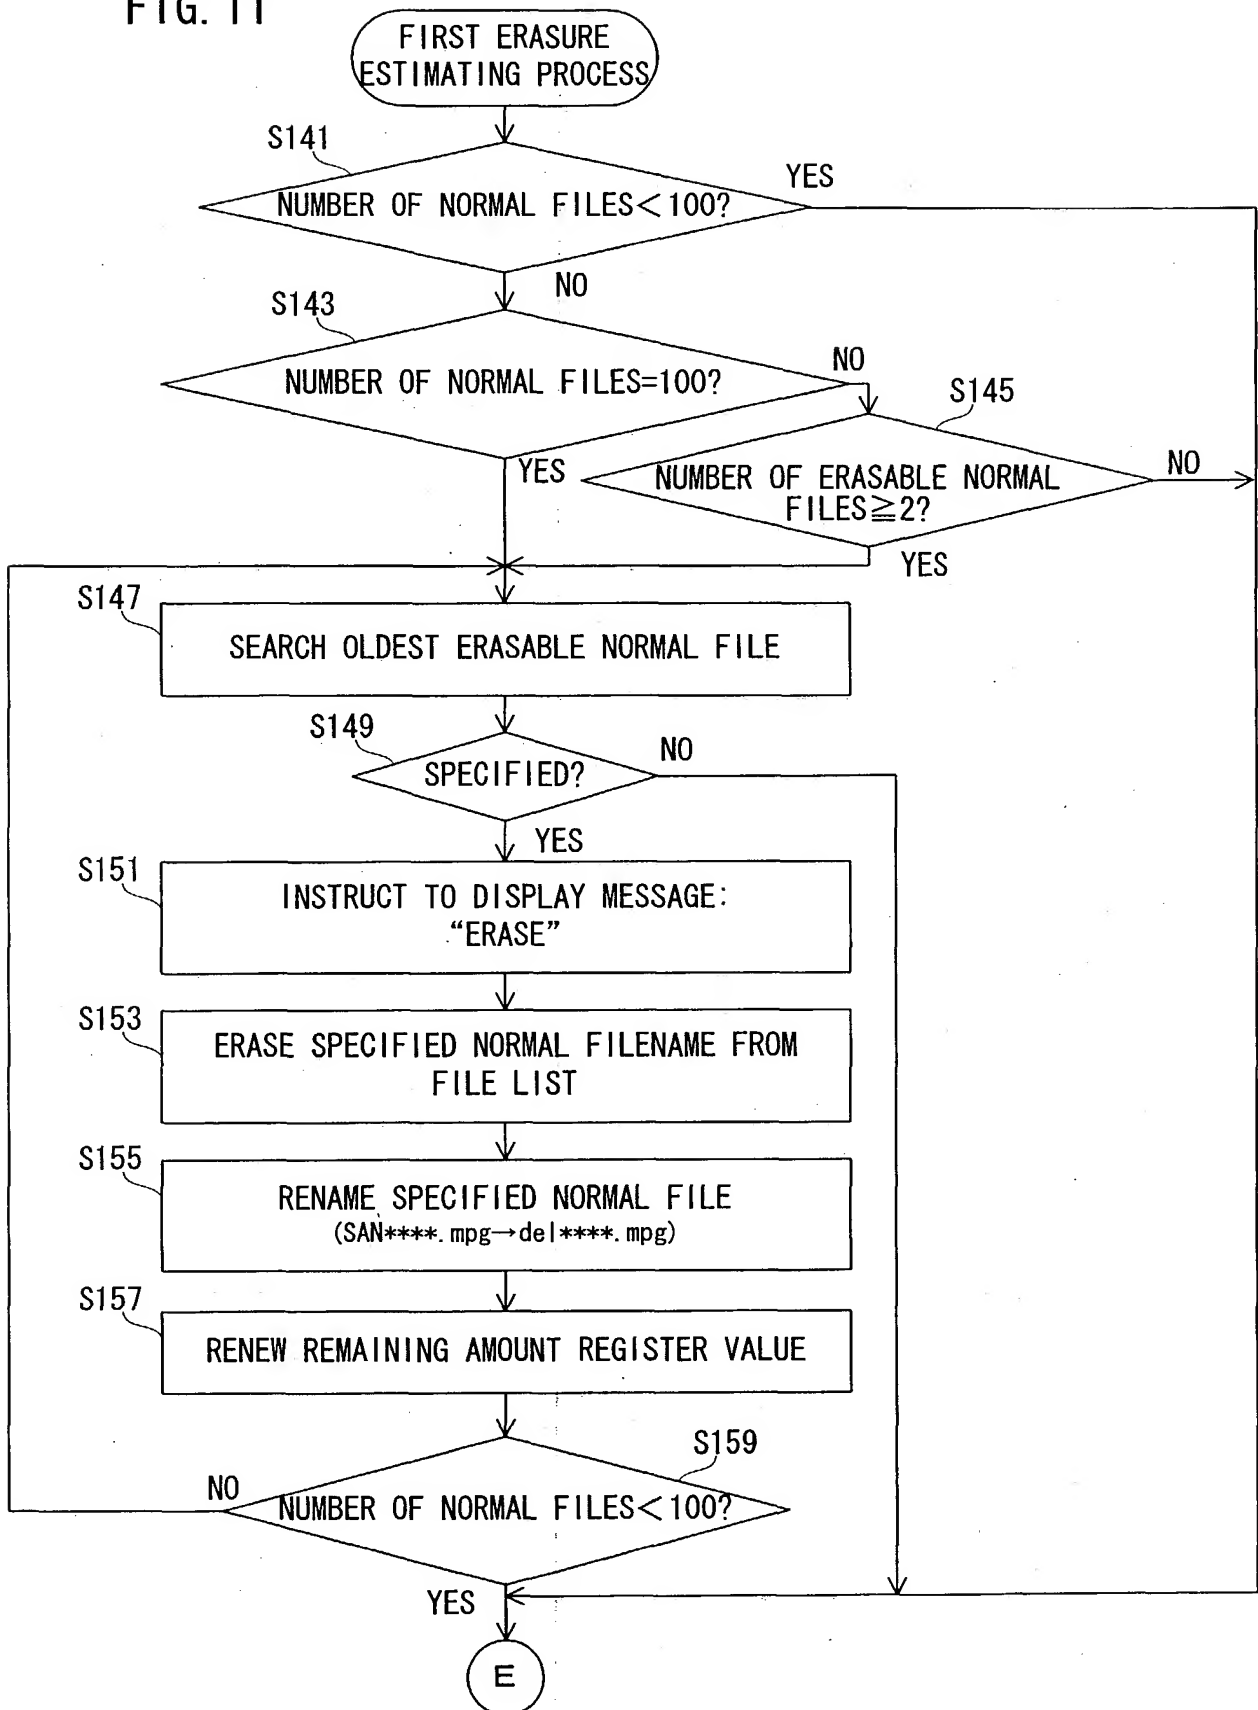 FIG. 11
FIRST ERASURE
ESTIMATING PROCESS
S141
NUMBER OF NORMAL FILES<100?
YES
NO
S143
NUMBER OF NORMAL FILES=100?
NO
YES
S145
NUMBER OF ERASABLE NORMAL
FILES≧2?
NO
YES
S147
SEARCH OLDEST ERASABLE NORMAL FILE
S149
SPECIFIED?
NO
YES
S151
INSTRUCT TO DISPLAY MESSAGE:
“ERASE”
S153
ERASE SPECIFIED NORMAL FILENAME FROM
FILE LIST
S155
RENAME SPECIFIED NORMAL FILE
(SAN****.mpg→del****.mpg)
S157
RENEW REMAINING AMOUNT REGISTER VALUE
S159
NUMBER OF NORMAL FILES<100?
NO
YES
E